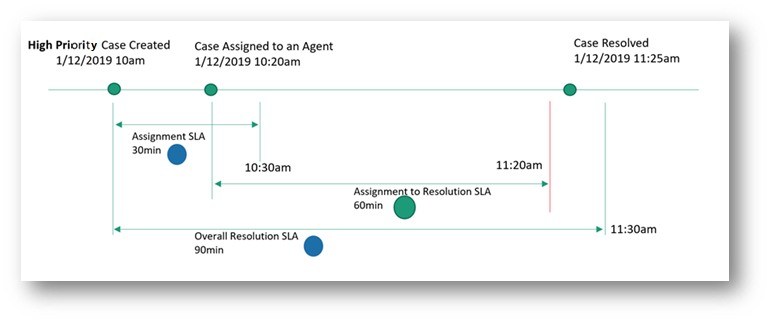 High Priority Case Created
1/12/2019 10am
Case Assigned to an Agent
1/12/2019 10:20am
Case Resolved
1/12/2019 11:25am
Assignment SLA
30min
10:30am
11:20am
Assignment to Resolution SLA
60min
Overall Resolution SLA
90min
11:30am